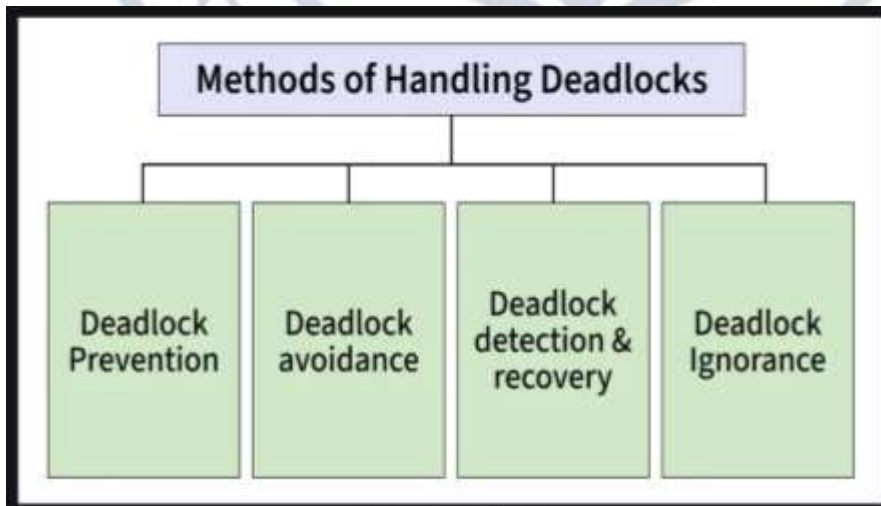 Methods of Handling Deadlocks
Deadlock
Prevention
Deadlock
avoidance
Deadlock
detection &
recovery
Deadlock
Ignorance